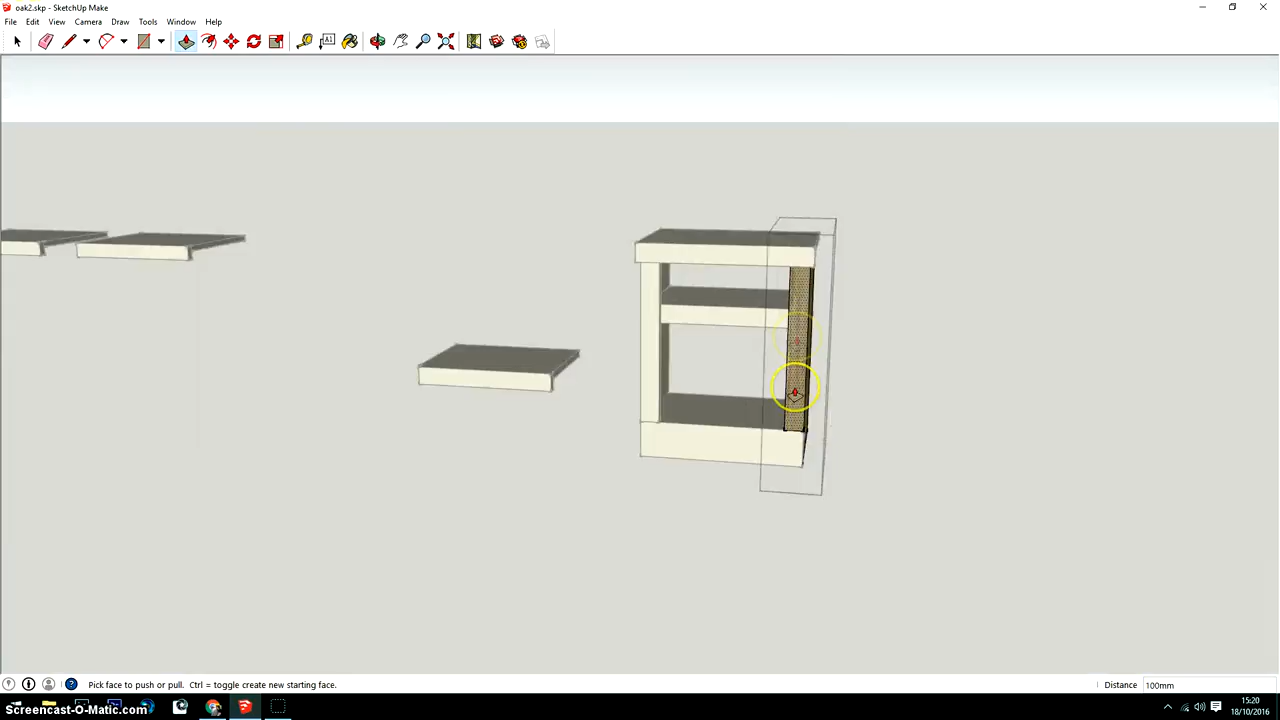 oak2.skp - SketchUp Make
File Edit View Camera Draw Tools Window Help
A1
Pick face to push or pull. Ctrl = toggle create new starting face.
Distance 100mm
Screencast-O-Matic.com
15:20
18/10/2016